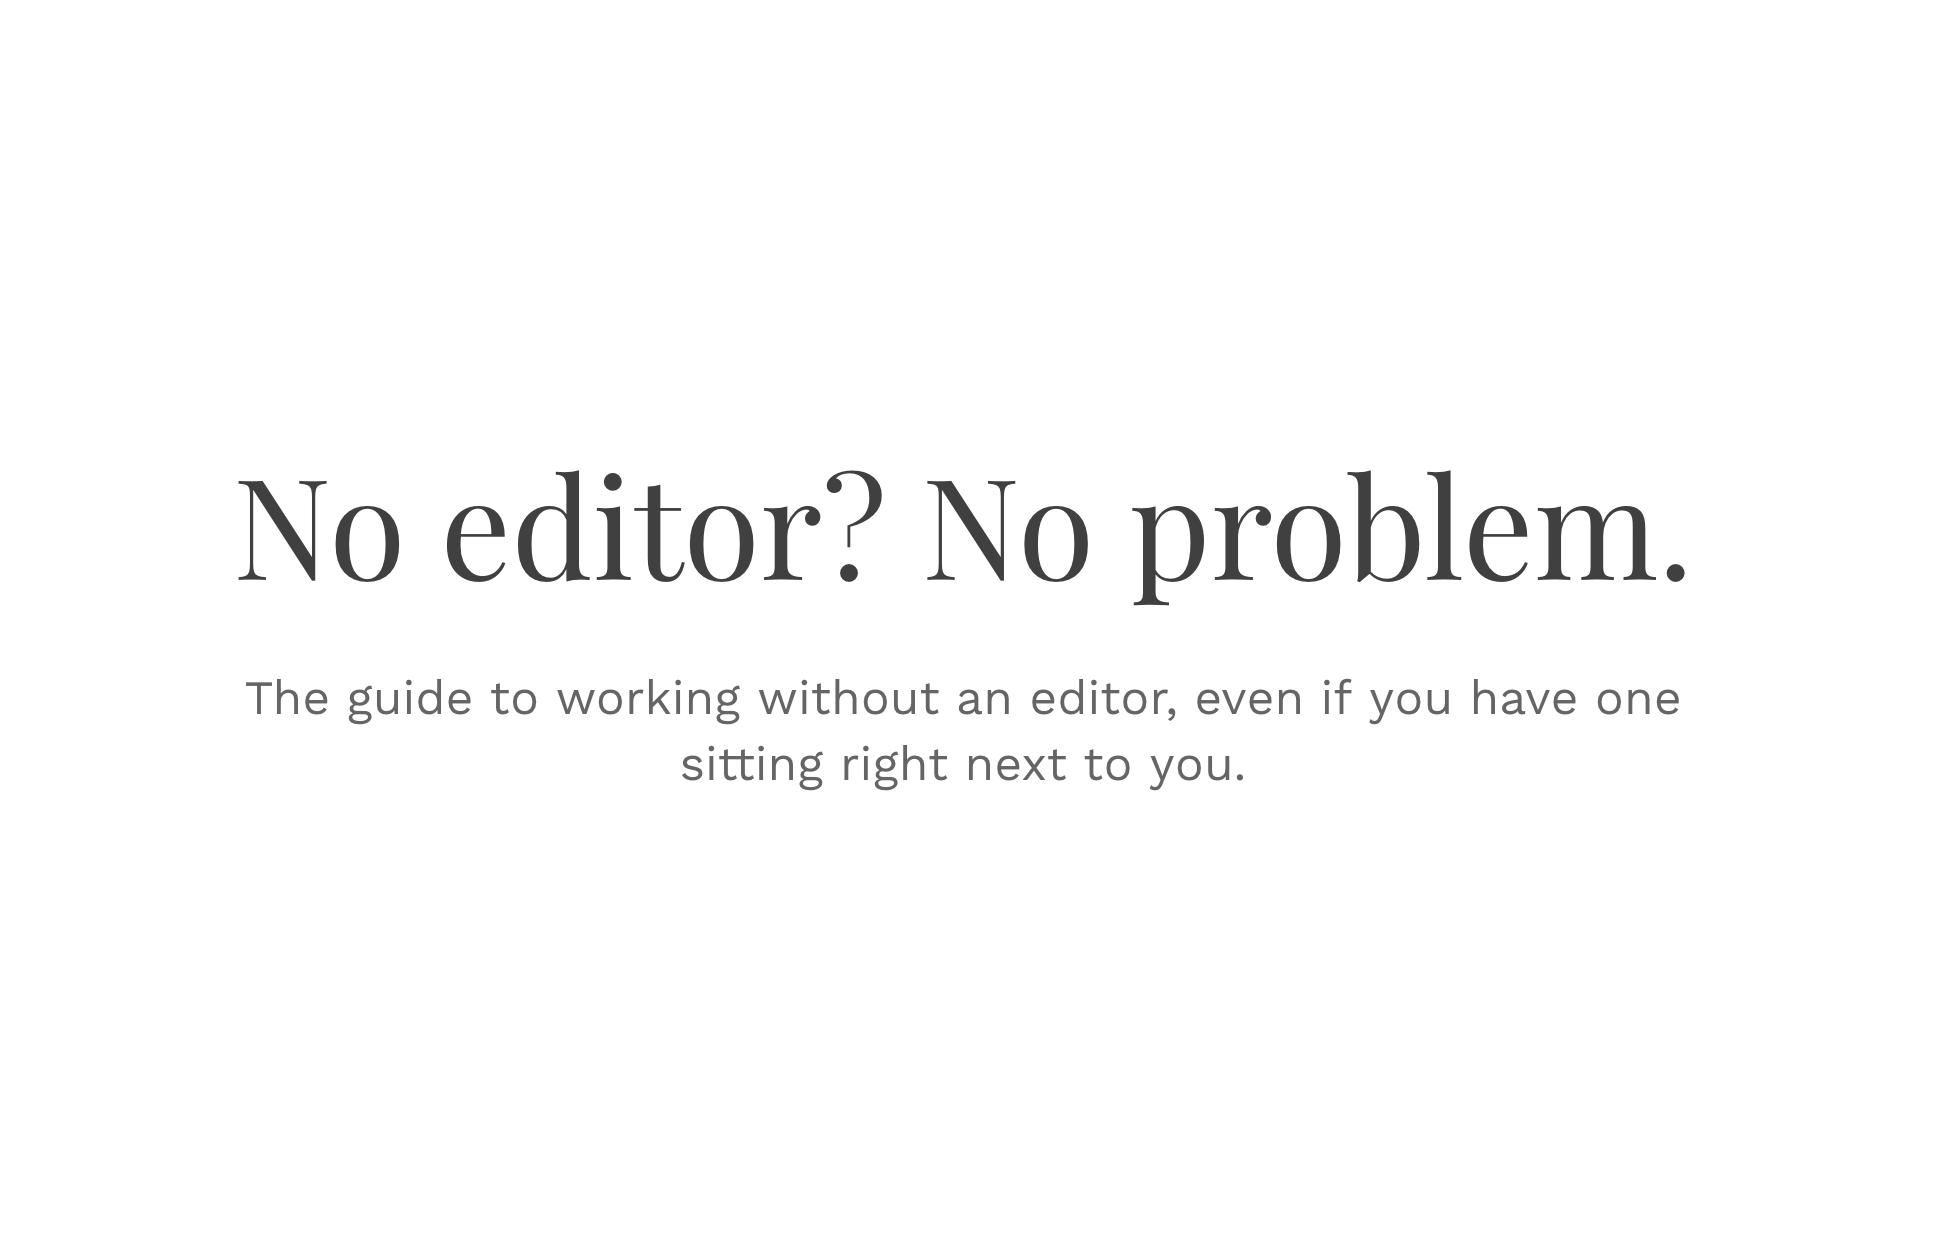 No editor? No problem.
The guide to working without an editor, even if you have one
sitting right next to you.